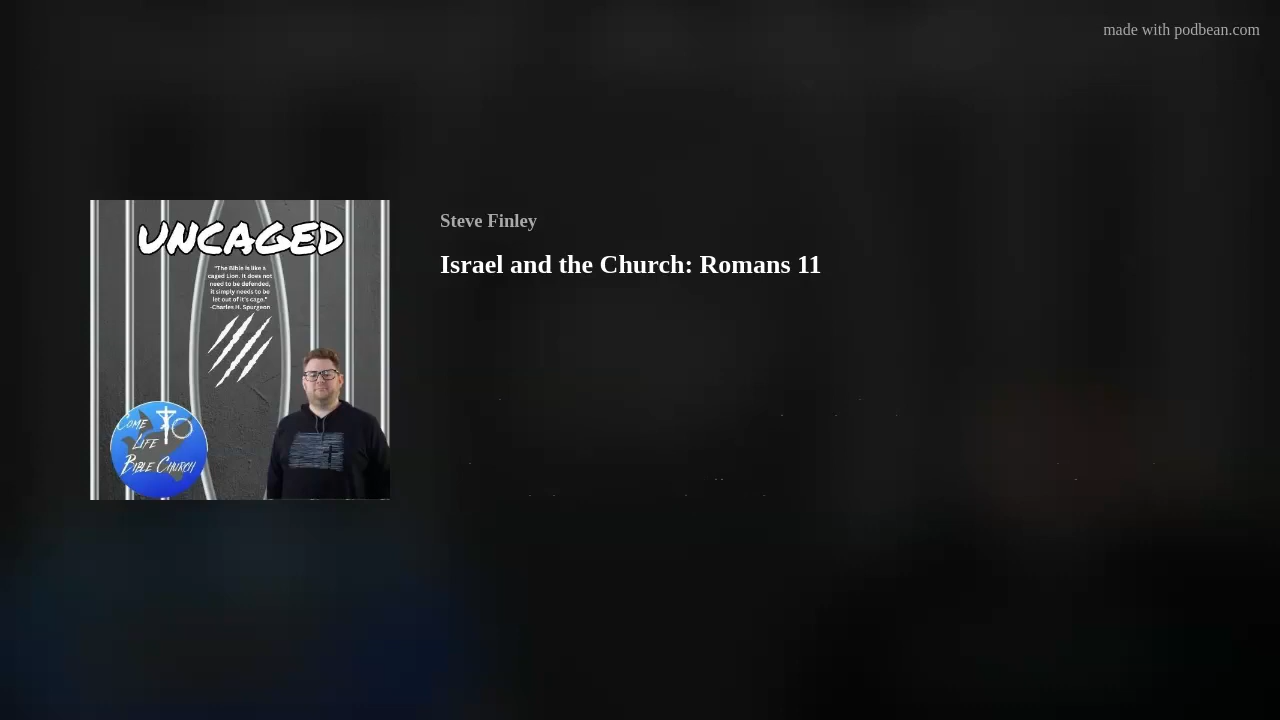 made with podbean.com
UNCAGED
"The Bible is like a
caged Lion. It does not
need to be defended,
it simply needs to be
let out of it's cage."
-Charles H. Spurgeon
COME TO
LIFE
BIBLE CHURCH
Steve Finley
Israel and the Church: Romans 11